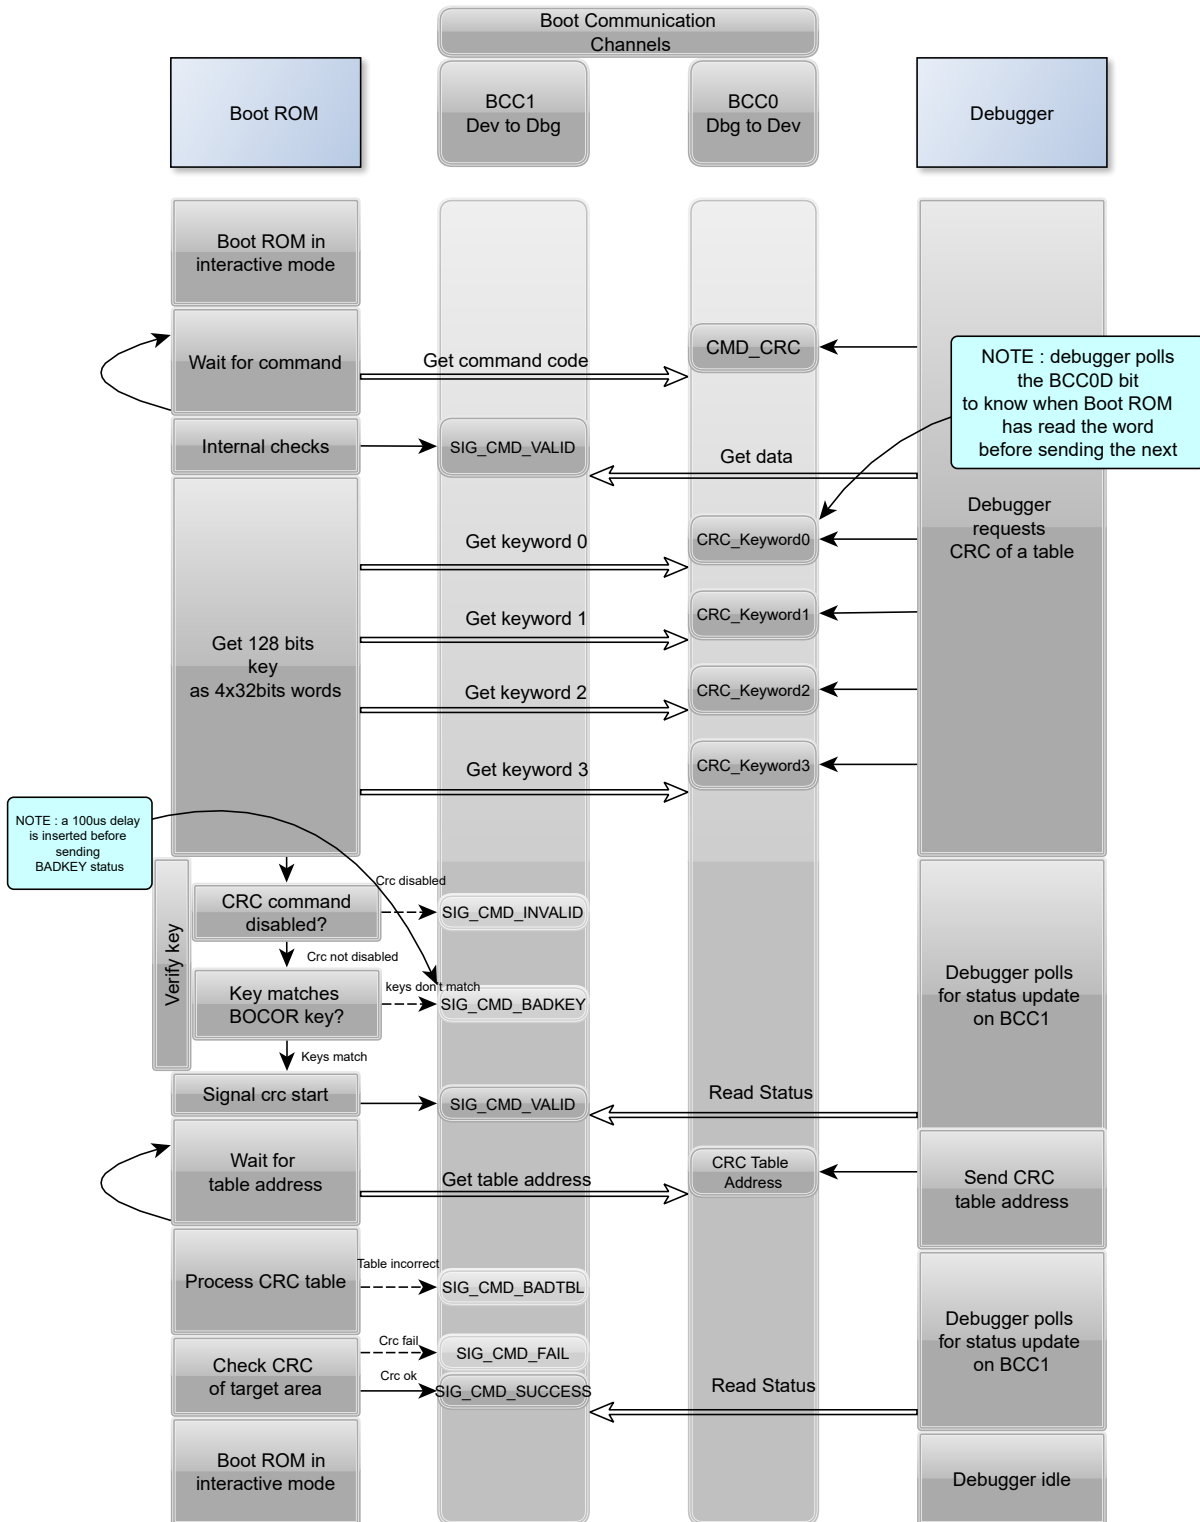 Boot Communication
Channels
Boot ROM
BCC1
Dev to Dbg
BCC0
Dbg to Dev
Debugger
Boot ROM in
interactive mode
Wait for command
Get command code
CMD_CRC
NOTE : debugger polls
the BCC0D bit
to know when Boot ROM
has read the word
before sending the next
Internal checks
SIG_CMD_VALID
Get data
Debugger
requests
CRC of a table
Get keyword 0
CRC_Keyword0
Get keyword 1
CRC_Keyword1
Get 128 bits
key
as 4x32bits words
Get keyword 2
CRC_Keyword2
Get keyword 3
CRC_Keyword3
NOTE : a 100us delay
is inserted before
sending
BADKEY status
Verify key
CRC command
disabled?
Crc disabled
SIG_CMD_INVALID
Crc not disabled
Key matches
BOCOR key?
keys don't match
SIG_CMD_BADKEY
Debugger polls
for status update
on BCC1
Keys match
Signal crc start
SIG_CMD_VALID
Read Status
Wait for
table address
Get table address
CRC Table
Address
Send CRC
table address
Process CRC table
Table incorrect
SIG_CMD_BADTBL
Debugger polls
for status update
on BCC1
Check CRC
of target area
Crc fail
SIG_CMD_FAIL
Crc ok
SIG_CMD_SUCCESS
Read Status
Boot ROM in
interactive mode
Debugger idle